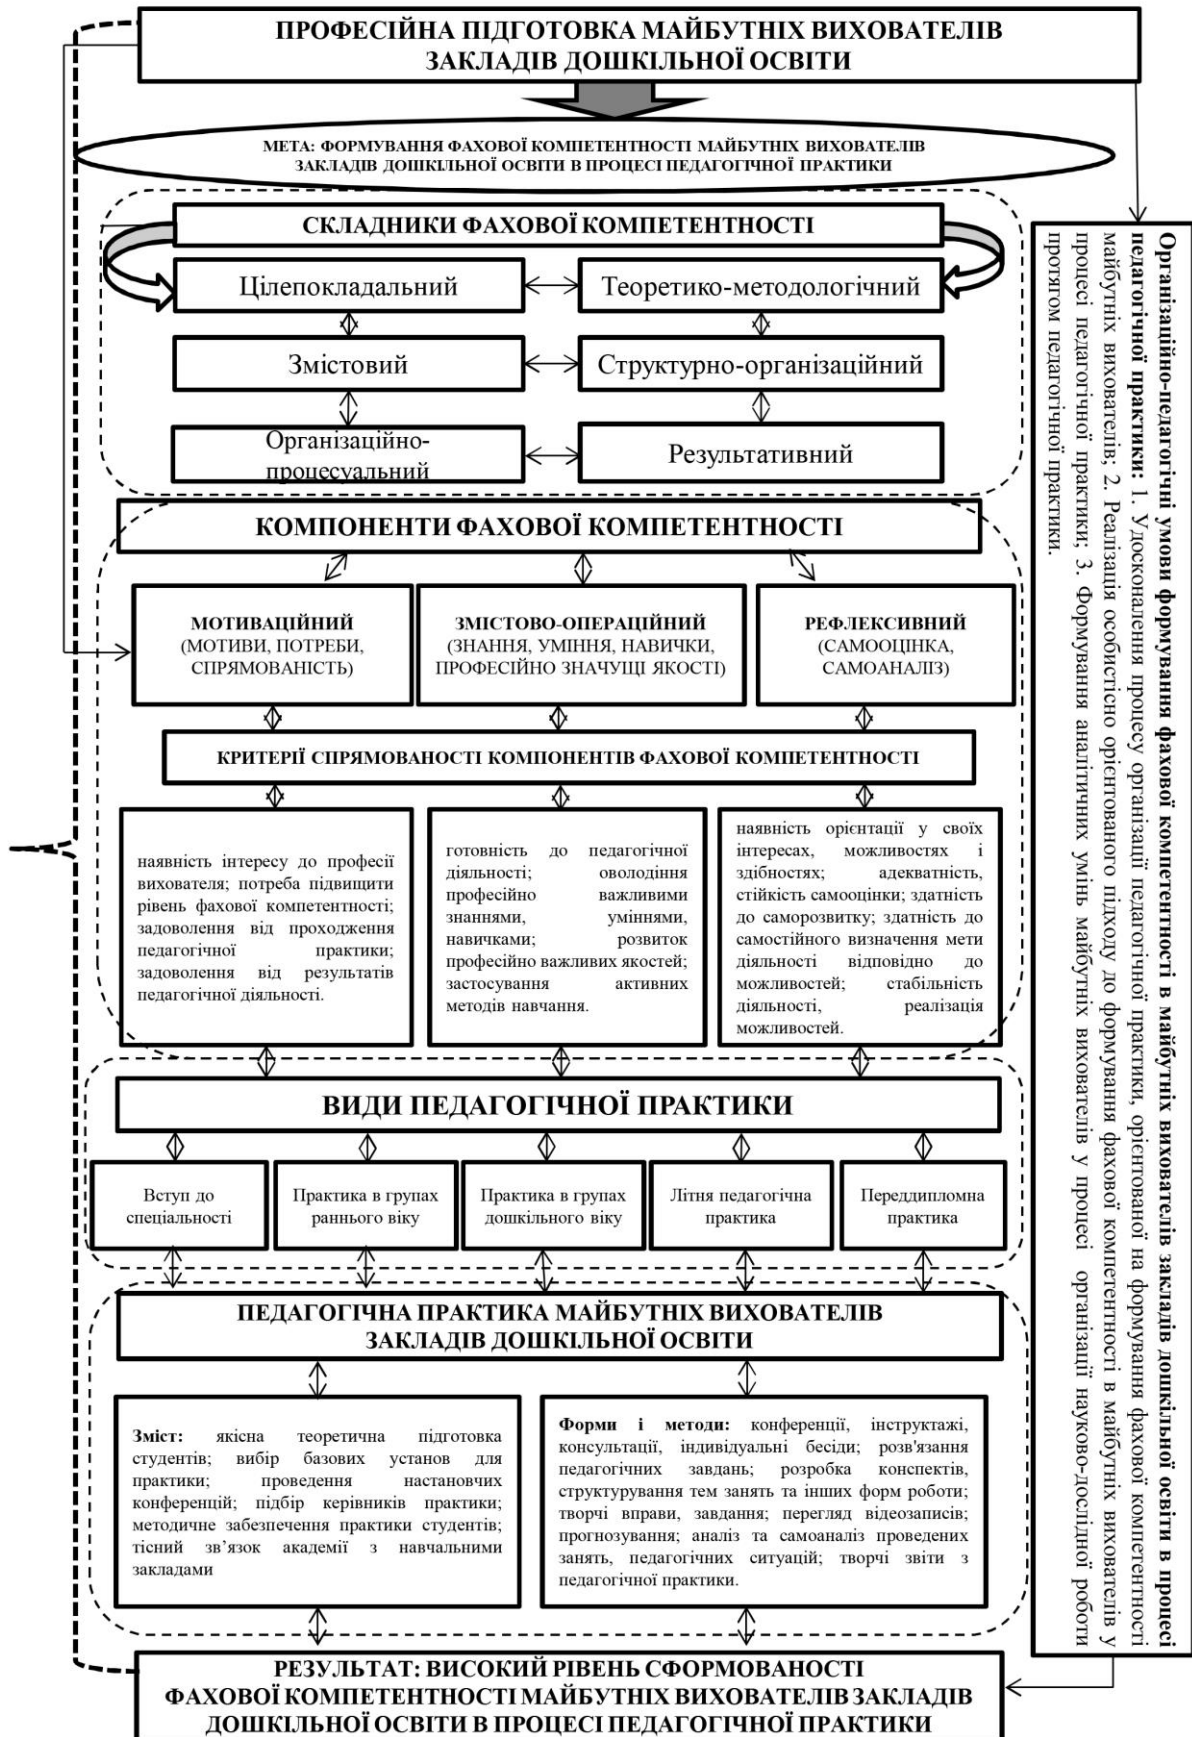 ПРОФЕСІЙНА ПІДГОТОВКА МАЙБУТНІХ ВИХОВАТЕЛІВ
ЗАКЛАДІВ ДОШКІЛЬНОЇ ОСВІТИ
МЕТА: ФОРМУВАННЯ ФАХОВОЇ КОМПЕТЕНТНОСТІ МАЙБУТНІХ ВИХОВАТЕЛІВ
ЗАКЛАДІВ ДОШКІЛЬНОЇ ОСВІТИ В ПРОЦЕСІ ПЕДАГОГІЧНОЇ ПРАКТИКИ
СКЛАДНИКИ ФАХОВОЇ КОМПЕТЕНТНОСТІ
Цілепокладальний
Теоретико-методологічний
Змістовий
Структурно-організаційний
Організаційно-
процесуальний
Результативний
КОМПОНЕНТИ ФАХОВОЇ КОМПЕТЕНТНОСТІ
МОТИВАЦІЙНИЙ
(МОТИВИ, ПОТРЕБИ,
СПРЯМОВАНІСТЬ)
ЗМІСТОВО-ОПЕРАЦІЙНИЙ
(ЗНАННЯ, УМІННЯ, НАВИЧКИ,
ПРОФЕСІЙНО ЗНАЧУЩІ ЯКОСТІ)
РЕФЛЕКСИВНИЙ
(САМООЦІНКА,
САМОАНАЛІЗ)
КРИТЕРІЇ СПРЯМОВАНОСТІ КОМПОНЕНТІВ ФАХОВОЇ КОМПЕТЕНТНОСТІ
наявність інтересу до професії
вихователя; потреба підвищити
рівень фахової компетентності;
задоволення від проходження
педагогічної практики;
задоволення від результатів
педагогічної діяльності.
готовність до педагогічної
діяльності; оволодіння
професійно важливими
знаннями, уміннями,
навичками; розвиток
професійно важливих якостей;
застосування активних
методів навчання.
наявність орієнтації у своїх
інтересах, можливостях і
здібностях; адекватність,
стійкість самооцінки; здатність
до саморозвитку; здатність до
самостійного визначення мети
діяльності відповідно до
можливостей; стабільність
діяльності, реалізація
можливостей.
ВИДИ ПЕДАГОГІЧНОЇ ПРАКТИКИ
Вступ до
спеціальності
Практика в групах
раннього віку
Практика в групах
дошкільного віку
Літня педагогічна
практика
Переддипломна
практика
ПЕДАГОГІЧНА ПРАКТИКА МАЙБУТНІХ ВИХОВАТЕЛІВ
ЗАКЛАДІВ ДОШКІЛЬНОЇ ОСВІТИ
Зміст: якісна теоретична підготовка
студентів; вибір базових установ для
практики; проведення настановчих
конференцій; підбір керівників практики;
методичне забезпечення практики студентів;
тісний зв’язок академії з навчальними
закладами
Форми і методи: конференції, інструктажі,
консультації, індивідуальні бесіди; розв'язання
педагогічних завдань; розробка конспектів,
структурування тем занять та інших форм роботи;
творчі вправи, завдання; перегляд відеозаписів;
прогнозування; аналіз та самоаналіз проведених
занять, педагогічних ситуацій; творчі звіти з
педагогічної практики.
РЕЗУЛЬТАТ: ВИСОКИЙ РІВЕНЬ СФОРМОВАНОСТІ
ФАХОВОЇ КОМПЕТЕНТНОСТІ МАЙБУТНІХ ВИХОВАТЕЛІВ ЗАКЛАДІВ
ДОШКІЛЬНОЇ ОСВІТИ В ПРОЦЕСІ ПЕДАГОГІЧНОЇ ПРАКТИКИ
Організаційно-педагогічні умови формування фахової компетентності в майбутніх вихователів закладів дошкільної освіти в процесі
педагогічної практики: 1. Удосконалення процесу організації педагогічної практики, орієнтованої на формування фахової компетентності
майбутніх вихователів; 2. Реалізація особистісно орієнтованого підходу до формування фахової компетентності в майбутніх вихователів у
процесі педагогічної практики; 3. Формування аналітичних умінь майбутніх вихователів у процесі організації науково-дослідної роботи
протягом педагогічної практики.